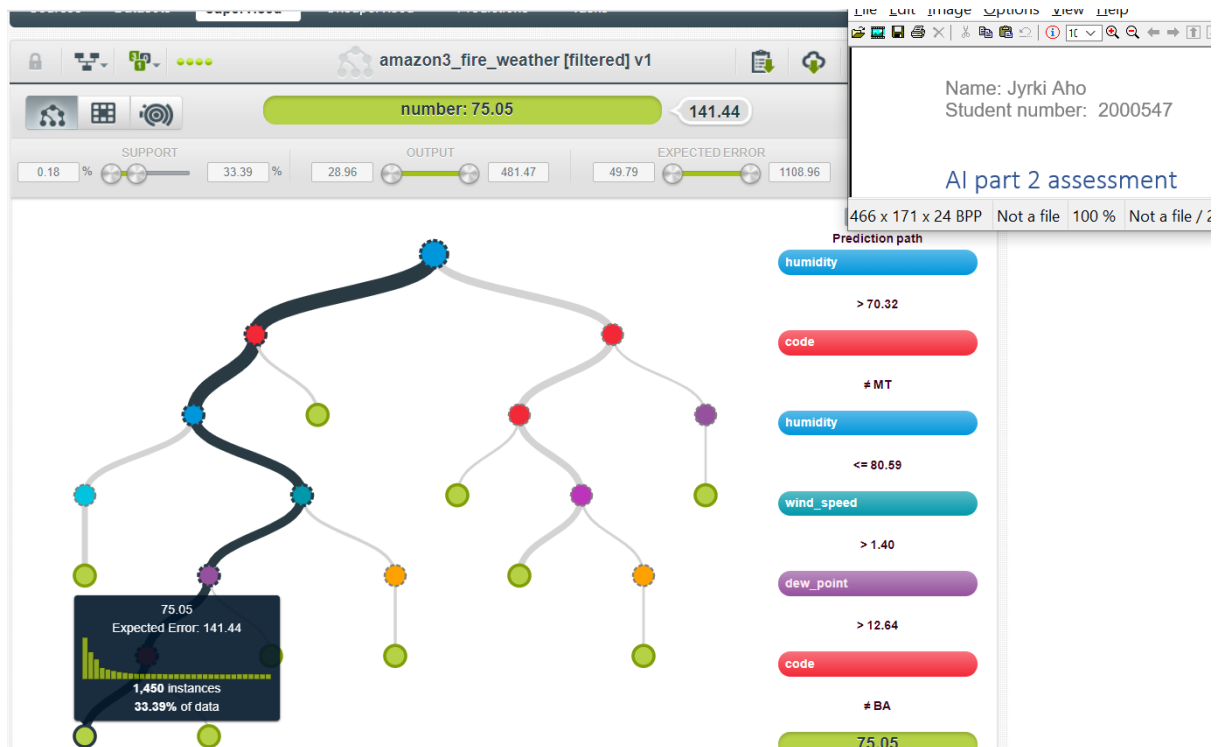 File Edit Image Options View Help
amazon3_fire_weather [filtered] v1
number: 75.05
141.44
SUPPORT
0.18 %
33.39 %
OUTPUT
28.96
481.47
EXPECTED ERROR
49.79
1108.96
Name: Jyrki Aho
Student number: 2000547
AI part 2 assessment
466 x 171 x 24 BPP Not a file 100 % Not a file / 2
Prediction path
humidity
> 70.32
code
≠ MT
humidity
<= 80.59
wind_speed
> 1.40
dew_point
> 12.64
code
≠ BA
75.05
75.05
Expected Error: 141.44
1,450 instances
33.39% of data